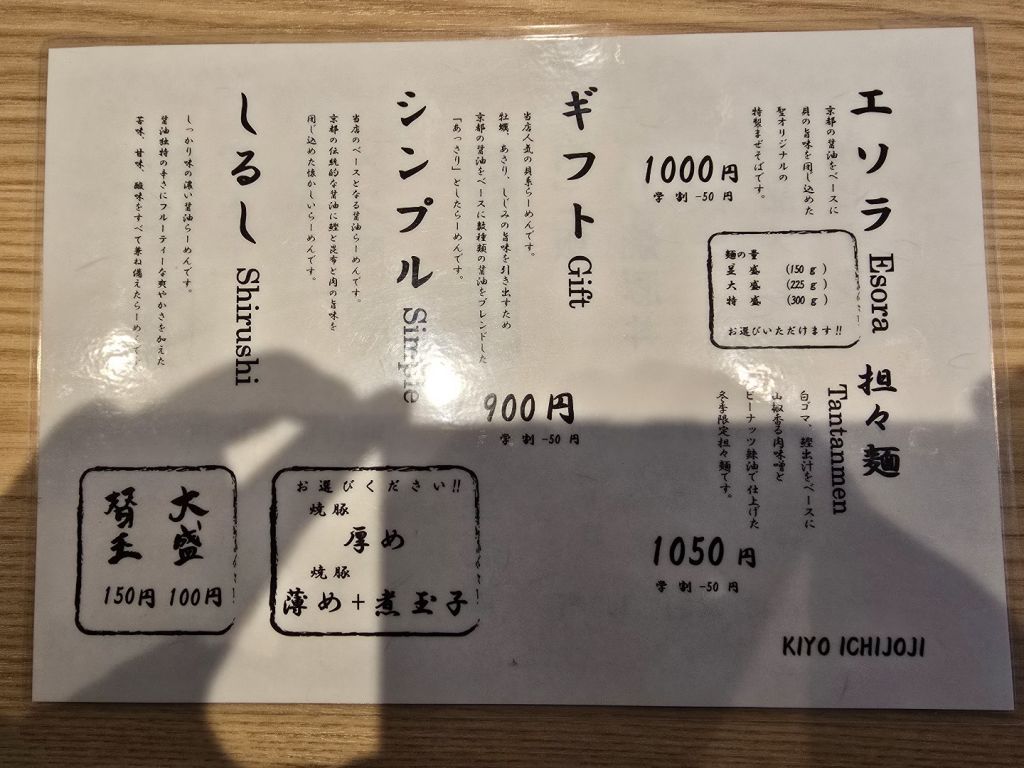 エソラ Esora
京都の醤油をベースに
貝の旨味を閉じ込めた
聖オリジナルの
特製まぜそばです。
1000円
学割-50円
麺の量
並盛 (150g)
大盛 (225g)
特盛 (300g)
お選びいただけます!!
担々麺 Tantanmen
白ゴマ、鰹出汁をベースに
山椒香る肉味噌と
ピーナッツ辣油で仕上げた
冬季限定担々麺です。
1050円
学割-50円
ギフト Gift
当店人気の貝系らーめんです。
牡蠣、あさり、しじみの旨味を引き出すため
京都の醤油をベースに数種類の醤油をブレンドした
「あっさり」としたらーめんです。
シンプル Simple
当店のベースとなる醤油らーめんです。
京都の伝統的な醤油に鰹と昆布と肉の旨味を
閉じ込めた懐かしいらーめんです。
しるし Shirushi
しっかり味の濃い醤油らーめんです。
醤油独特の辛さにフルーティーな爽やかさを加えた
苦味、甘味、酸味をすべて兼ね備えたらーめんです。
900円
学割-50円
お選びください!!
焼豚
厚め
焼豚
薄め+煮玉子
大盛
100円
替玉
150円
KIYO ICHIJOJI